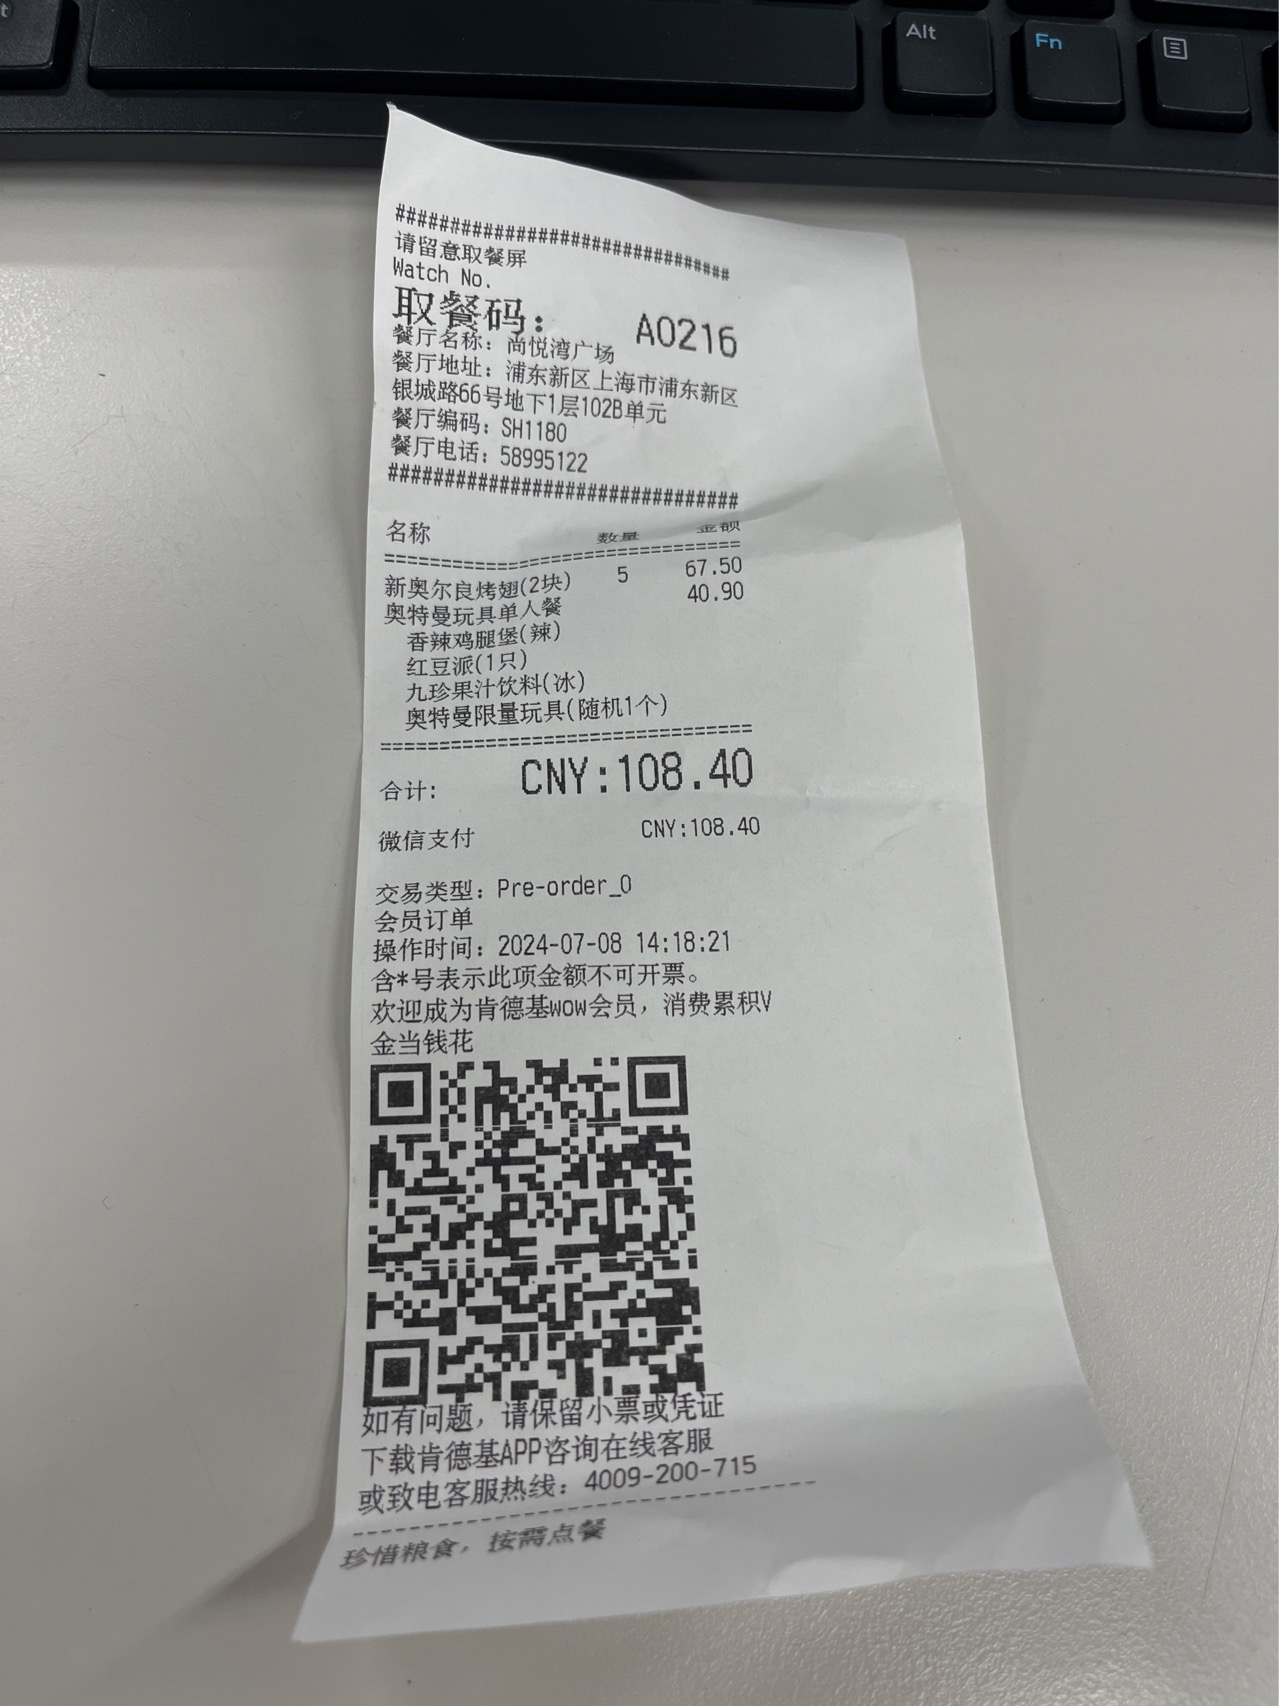 t
Alt
Fn
##############################
请留意取餐屏
Watch No.
取餐码: A0216
餐厅名称: 尚悦湾广场
餐厅地址: 浦东新区上海市浦东新区
银城路66号地下1层102B单元
餐厅编码: SH1180
餐厅电话: 58995122
##############################
名称 数量 金额
==============================
新奥尔良烤翅(2块) 5 67.50
奥特曼玩具单人餐 40.90
香辣鸡腿堡(辣)
红豆派(1只)
九珍果汁饮料(冰)
奥特曼限量玩具(随机1个)
==============================
合计: CNY:108.40
微信支付 CNY:108.40
交易类型: Pre-order_0
会员订单
操作时间: 2024-07-08 14:18:21
含*号表示此项金额不可开票。
欢迎成为肯德基wow会员, 消费累积V
金当钱花
如有问题, 请保留小票或凭证
下载肯德基APP咨询在线客服
或致电客服热线: 4009-200-715
------------------------------
珍惜粮食, 按需点餐